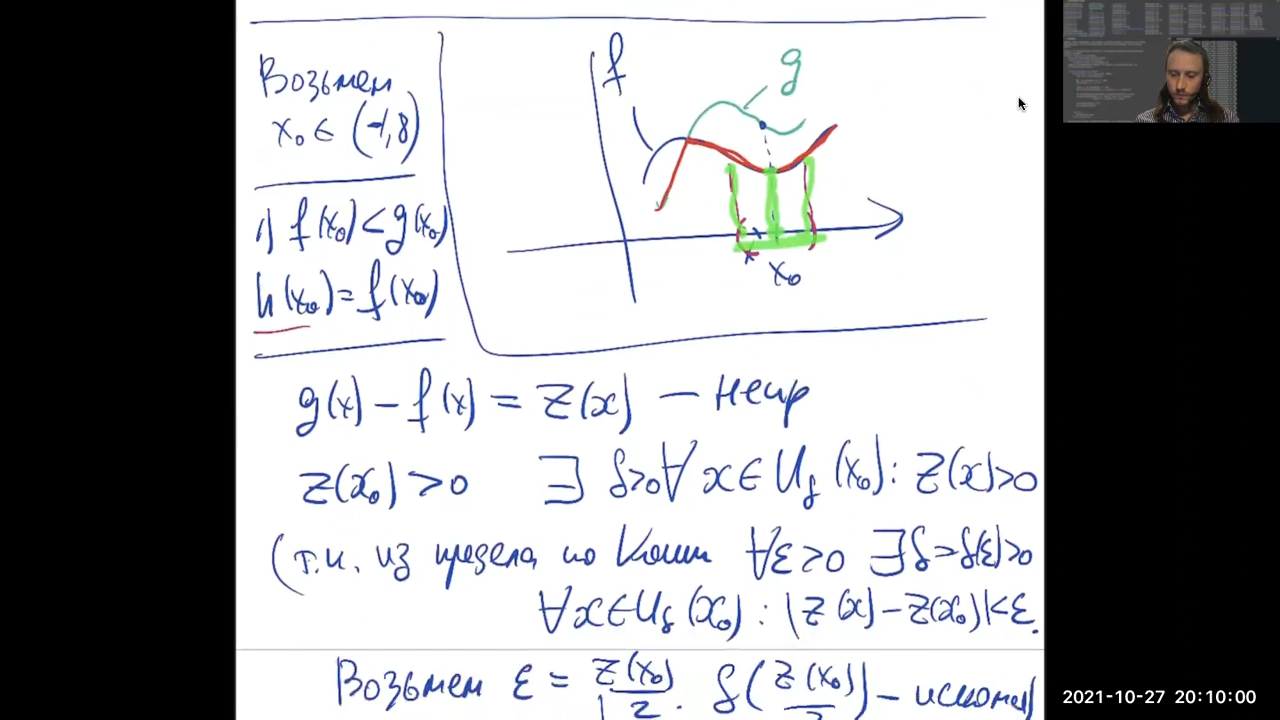 Возьмем
x₀ ∈ (-1, 8)
1) f(x₀) < g(x₀)
h(x₀) = f(x₀)
f
g
x₀
g(x) − f(x) = z(x) − непр
z(x₀) > 0 ∃ δ>0 ∀ x ∈ U_δ(x₀): z(x) > 0
(т.к. из предела по Коши ∀ε>0 ∃δ=δ(ε)>0
∀x∈U_δ(x₀): |z(x) − z(x₀)| < ε.
Возьмем ε = z(x₀)/2. δ(z(x₀)/2) − искомая
2021-10-27 20:10:00